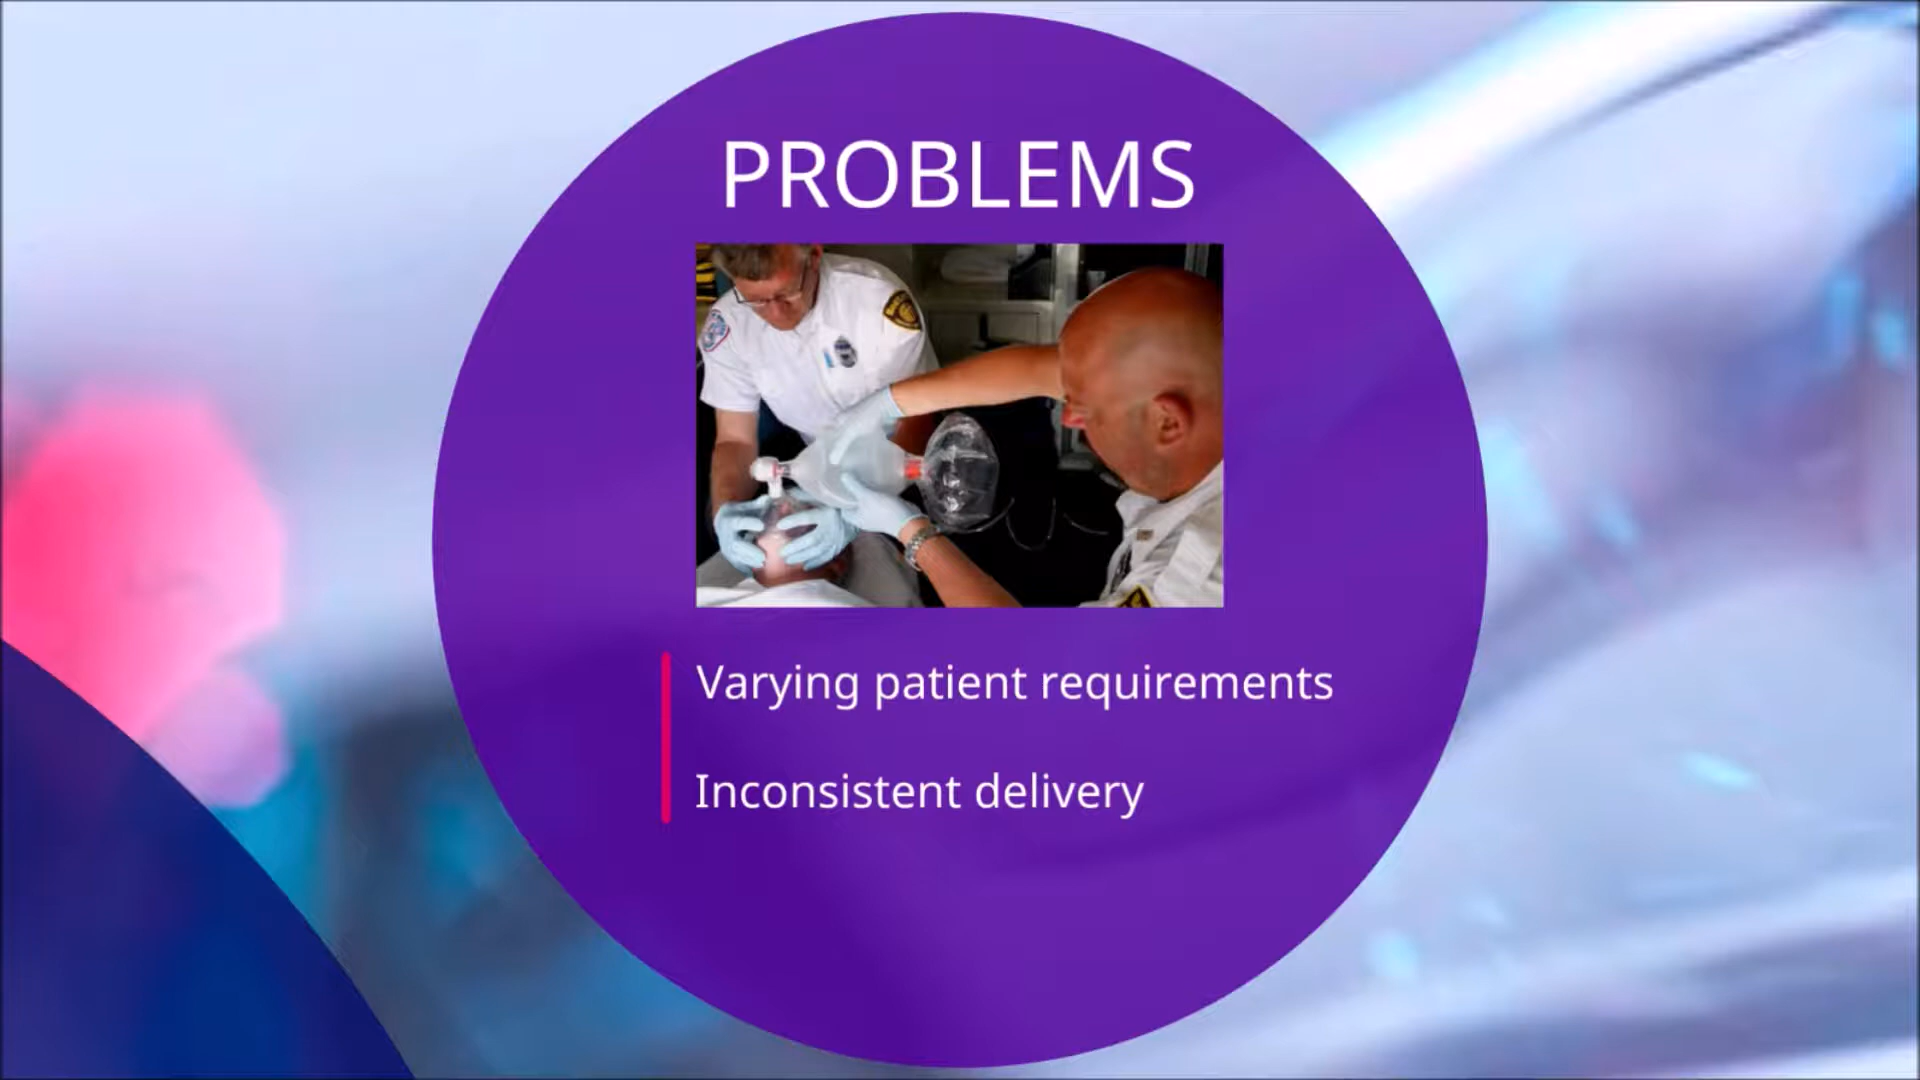 PROBLEMS
Varying patient requirements
Inconsistent delivery